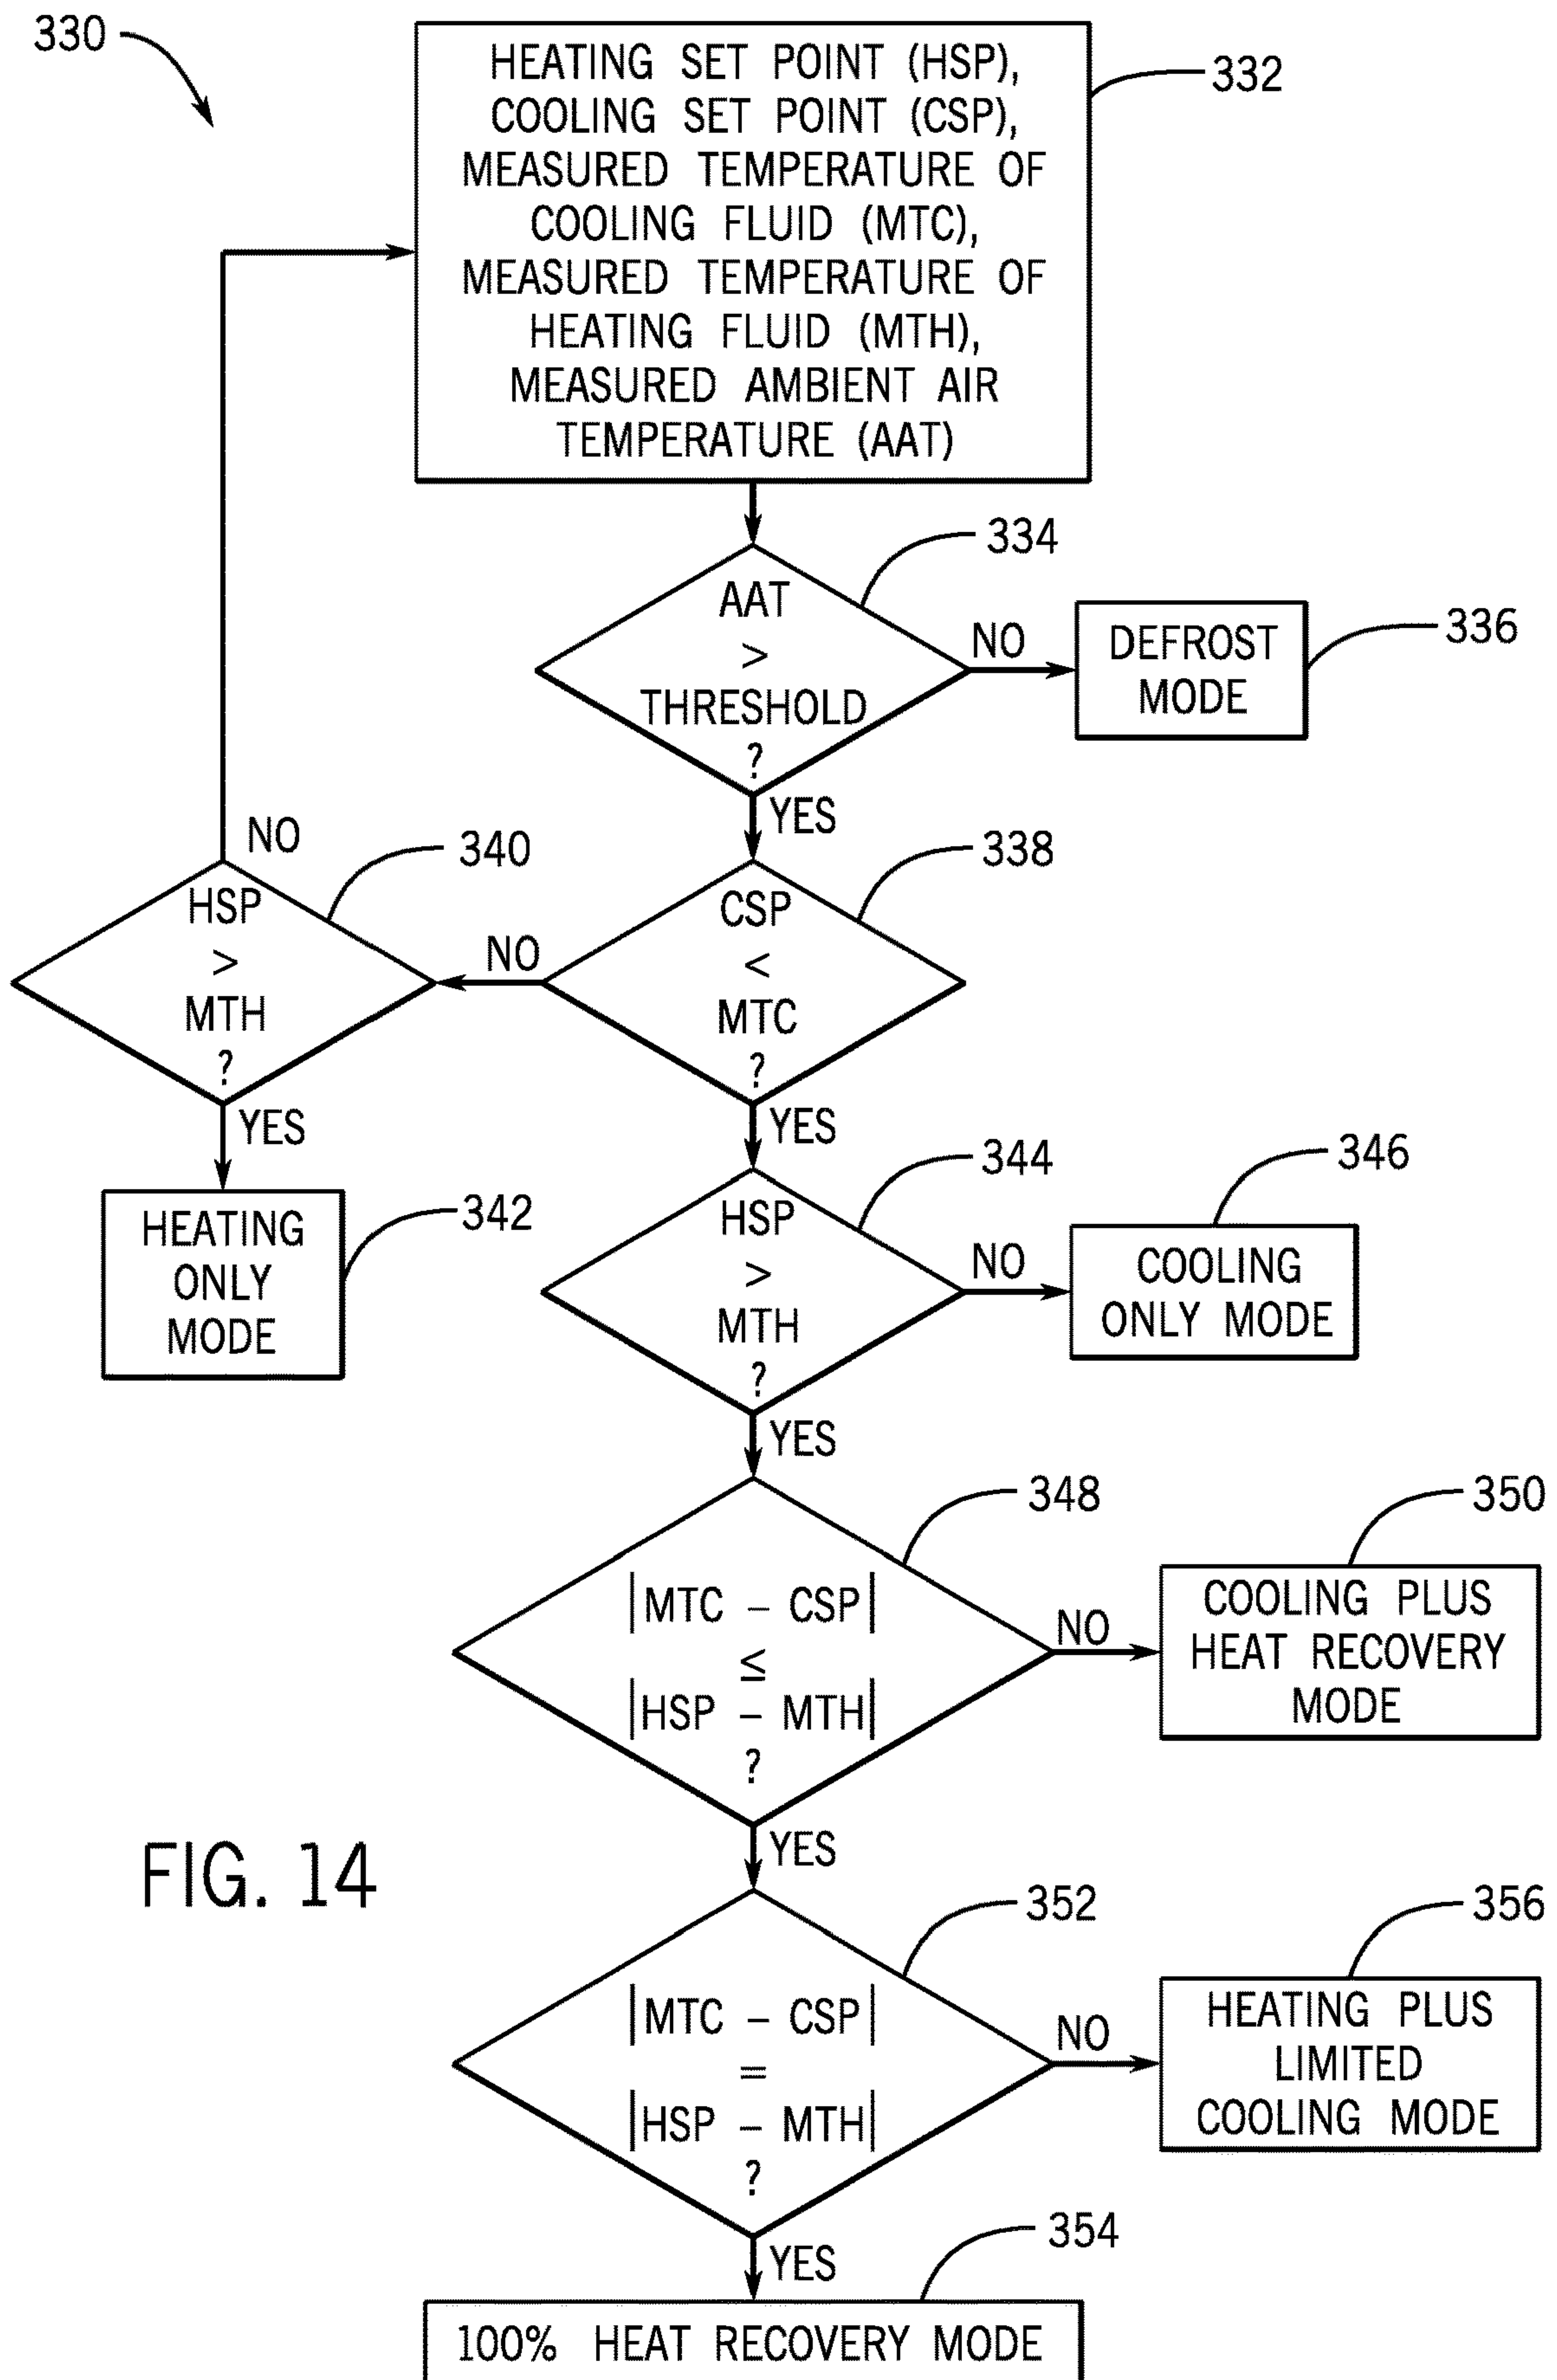 330
HEATING SET POINT (HSP),
COOLING SET POINT (CSP),
MEASURED TEMPERATURE OF
COOLING FLUID (MTC),
MEASURED TEMPERATURE OF
HEATING FLUID (MTH),
MEASURED AMBIENT AIR
TEMPERATURE (AAT)
332
AAT
>
THRESHOLD
?
334
NO
DEFROST
MODE
336
YES
CSP
<
MTC
?
338
NO
HSP
>
MTH
?
340
NO
YES
HEATING
ONLY
MODE
342
YES
HSP
>
MTH
?
344
NO
COOLING
ONLY MODE
346
YES
|MTC – CSP|
≤
|HSP – MTH|
?
348
NO
COOLING PLUS
HEAT RECOVERY
MODE
350
YES
|MTC – CSP|
=
|HSP – MTH|
?
352
NO
HEATING PLUS
LIMITED
COOLING MODE
356
YES
100% HEAT RECOVERY MODE
354
FIG. 14